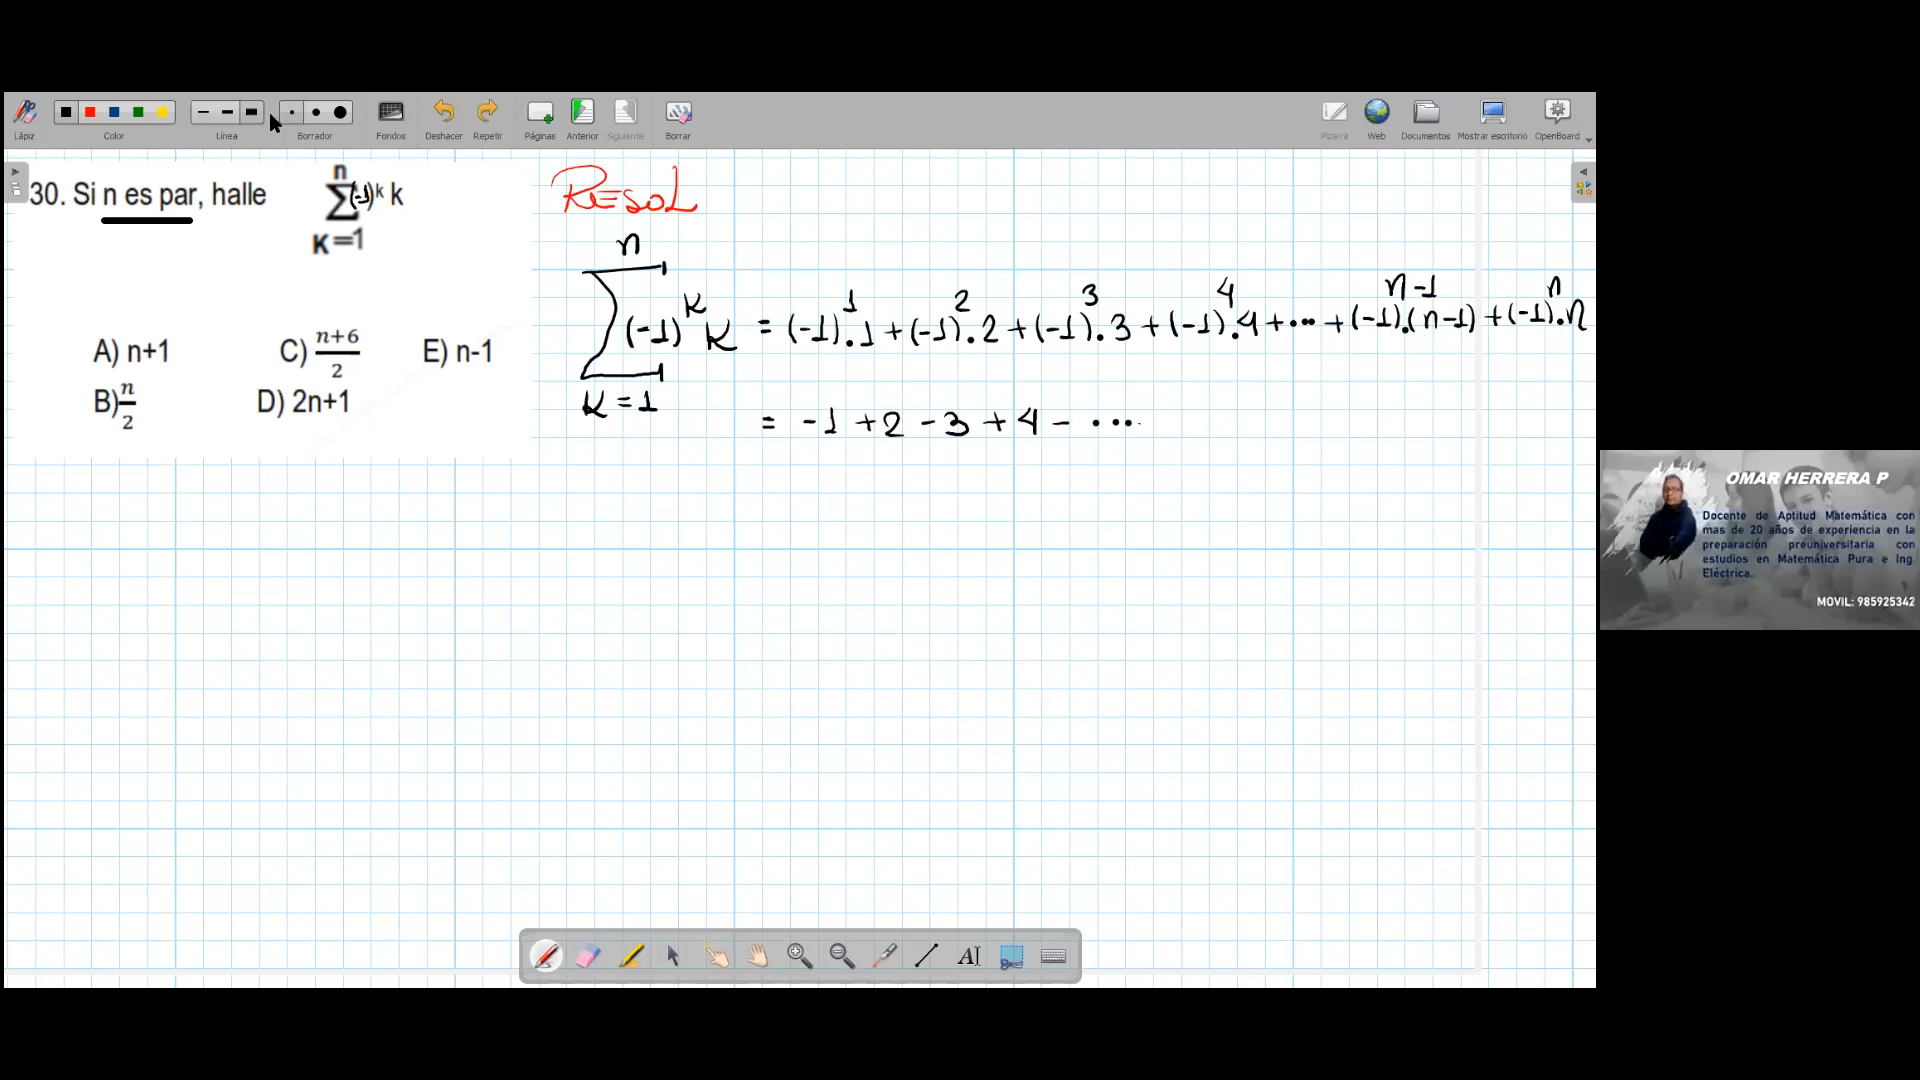 Lápiz Color Línea Borrador Fondos Deshacer Repetir Páginas Anterior Siguiente Borrar Pizarra Web Documentos Mostrar escritorio OpenBoard
30. Si n es par, halle n ∑ K=1 (-1)^k k
A) n+1 C) n+6/2 E) n-1
B) n/2 D) 2n+1
RESOL
n ∑ K=1 (-1)^K K = (-1)^1.1 + (-1)^2.2 + (-1)^3.3 + (-1)^4.4 + ... + (-1)^n-1.(n-1) + (-1)^n.n
= -1 + 2 - 3 + 4 - ...
OMAR HERRERA P
Docente de Aptitud Matemática con
mas de 20 años de experiencia en la
preparación preuniversitaria con
estudios en Matemática Pura e Ing.
Eléctrica.
MOVIL: 985925342
AI